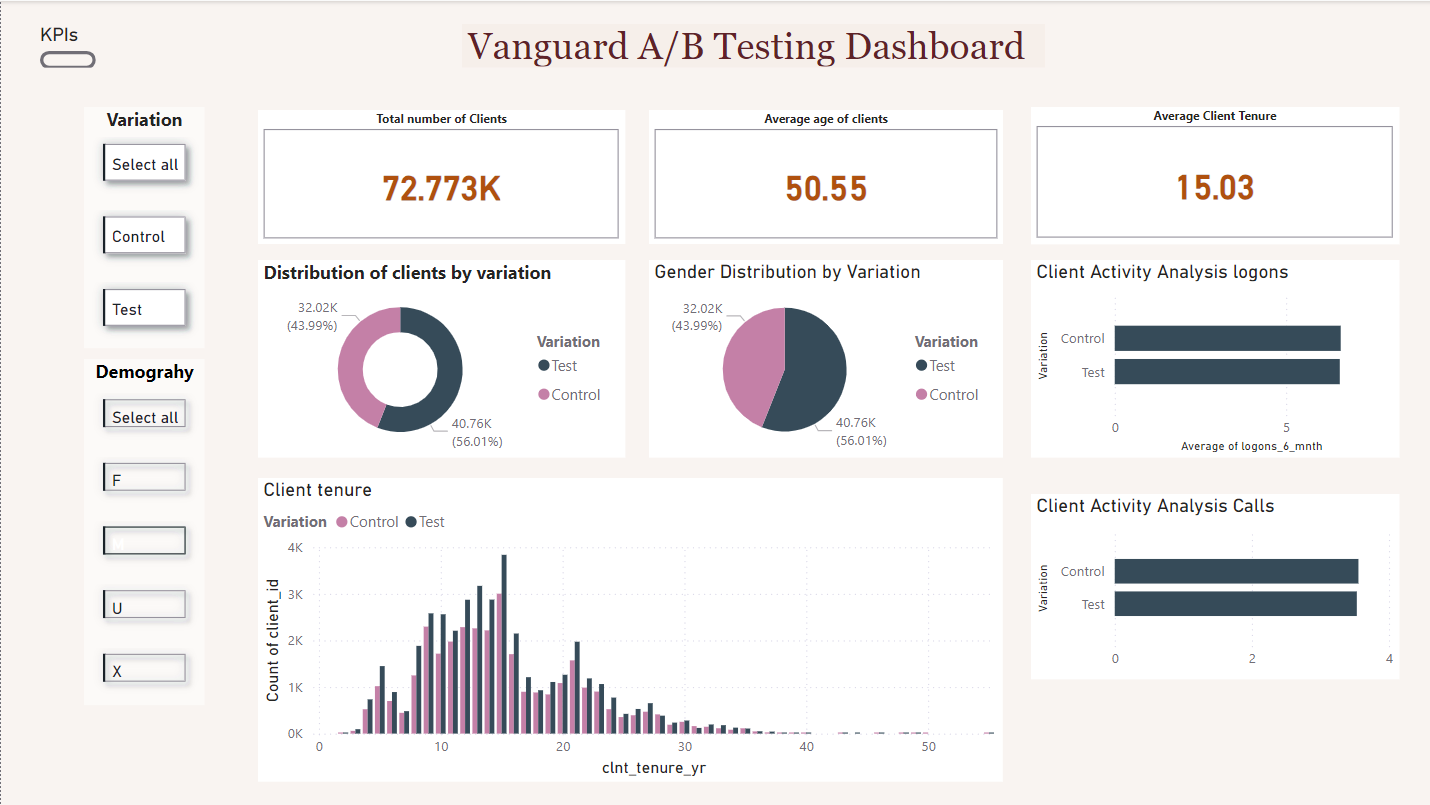 KPIs
Vanguard A/B Testing Dashboard
Variation
Select all
Control
Test
Demograhy
Select all
F
M
U
X
Total number of Clients
72.773K
Average age of clients
50.55
Average Client Tenure
15.03
Distribution of clients by variation
32.02K
(43.99%)
40.76K
(56.01%)
Variation
Test
Control
Gender Distribution by Variation
32.02K
(43.99%)
40.76K
(56.01%)
Variation
Test
Control
Client Activity Analysis logons
Variation
Control
Test
0 5
Average of logons_6_mnth
Client tenure
Variation Control Test
Count of client_id
4K
3K
2K
1K
0K
0 10 20 30 40 50
clnt_tenure_yr
Client Activity Analysis Calls
Variation
Control
Test
0 2 4